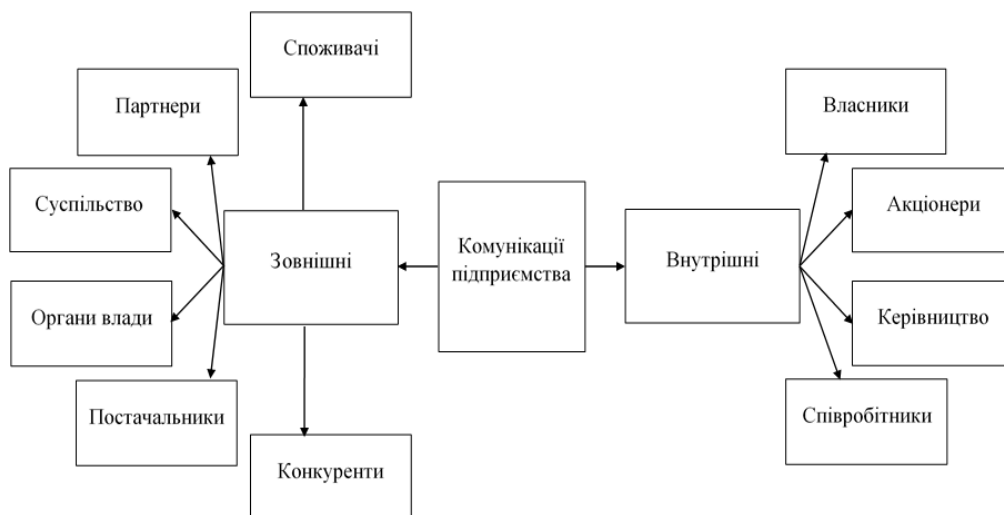 Споживачі
Партнери
Власники
Суспільство
Акціонери
Зовнішні
Комунікації
підприємства
Внутрішні
Органи влади
Керівництво
Постачальники
Співробітники
Конкуренти